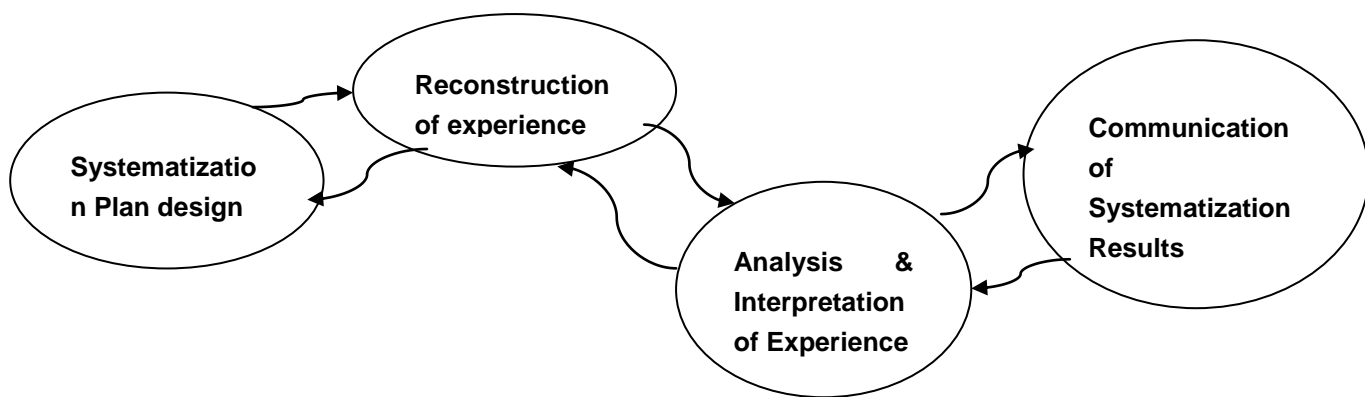 Systematizatio
n Plan design
Reconstruction
of experience
Analysis &
Interpretation
of Experience
Communication
of
Systematization
Results